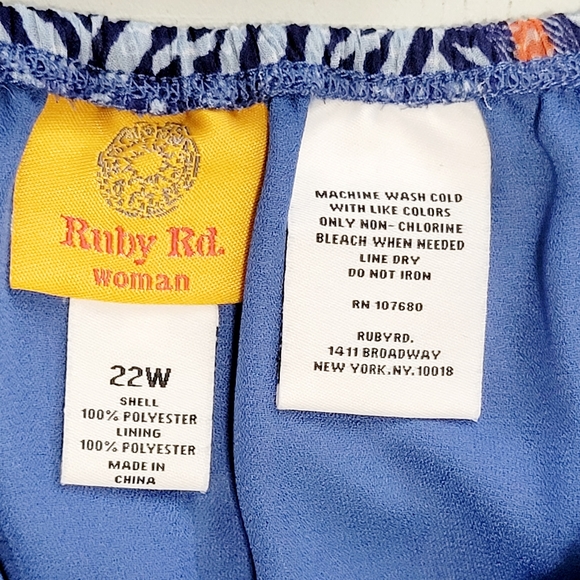 Ruby Rd.
woman
22W
SHELL
100% POLYESTER
LINING
100% POLYESTER
MADE IN
CHINA
MACHINE WASH COLD
WITH LIKE COLORS
ONLY NON- CHLORINE
BLEACH WHEN NEEDED
LINE DRY
DO NOT IRON
RN 107680
RUBYRD.
1411 BROADWAY
NEW YORK.NY.10018